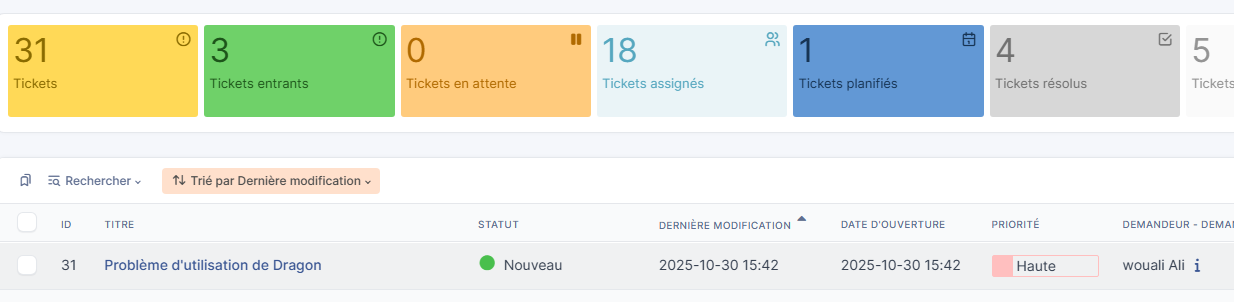 31
Tickets
3
Tickets entrants
0
Tickets en attente
18
Tickets assignés
1
Tickets planifiés
4
Tickets résolus
5
Tickets
Rechercher
Trié par Dernière modification
ID TITRE STATUT DERNIÈRE MODIFICATION DATE D'OUVERTURE PRIORITÉ DEMANDEUR - DEMAN
31 Problème d'utilisation de Dragon Nouveau 2025-10-30 15:42 2025-10-30 15:42 Haute wouali Ali i